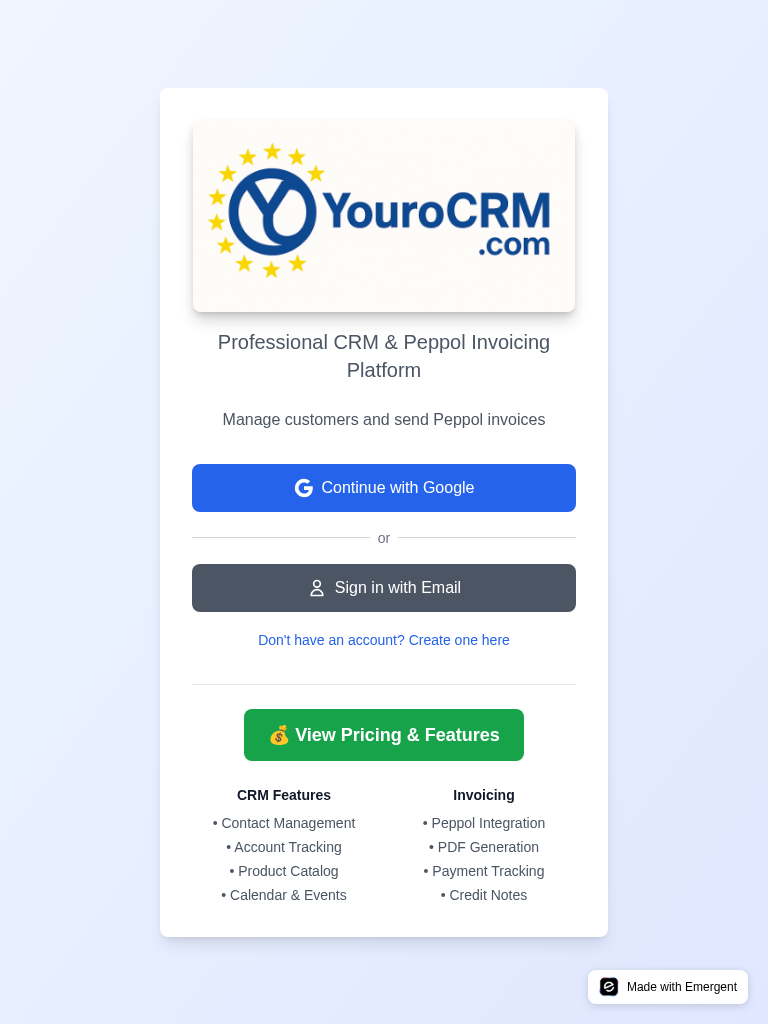 YouroCRM
.com
Professional CRM & Peppol Invoicing
Platform
Manage customers and send Peppol invoices
Continue with Google
or
Sign in with Email
Don't have an account? Create one here
💰 View Pricing & Features
CRM Features
• Contact Management
• Account Tracking
• Product Catalog
• Calendar & Events
Invoicing
• Peppol Integration
• PDF Generation
• Payment Tracking
• Credit Notes
Made with Emergent